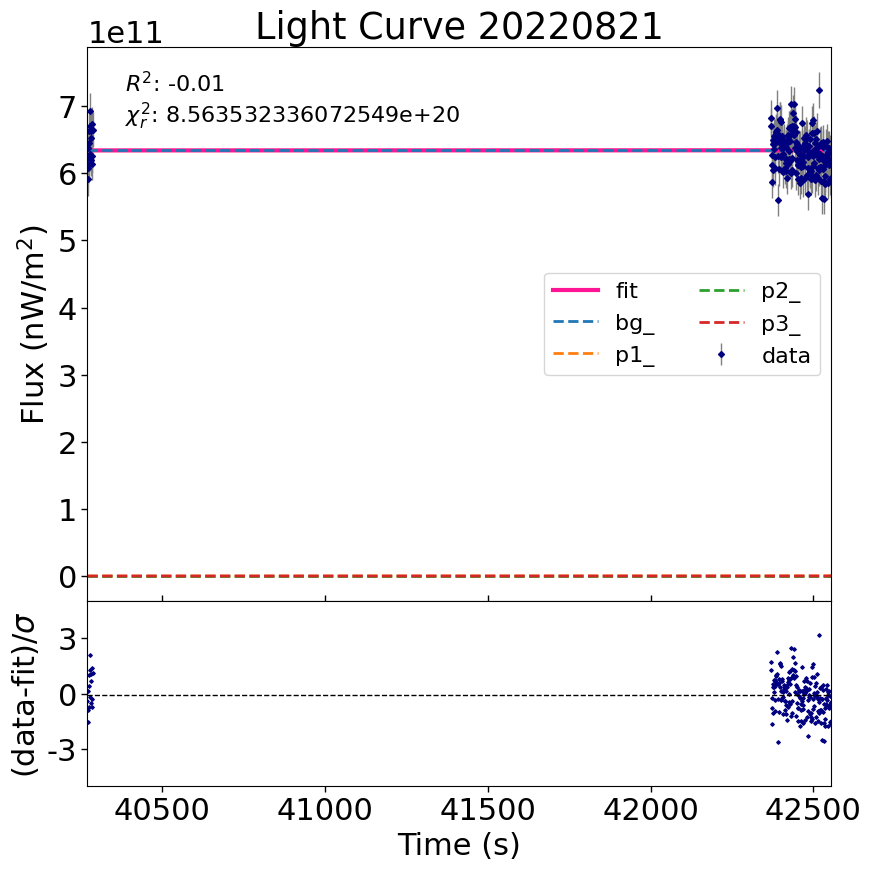 Light Curve 20220821
1e11
R²: -0.01
χ²ᵣ: 8.563532336072549e+20
Flux (nW/m²)
7
6
5
4
3
2
1
0
fit
bg_
p1_
p2_
p3_
data
(data-fit)/σ
3
0
-3
40500 41000 41500 42000 42500
Time (s)